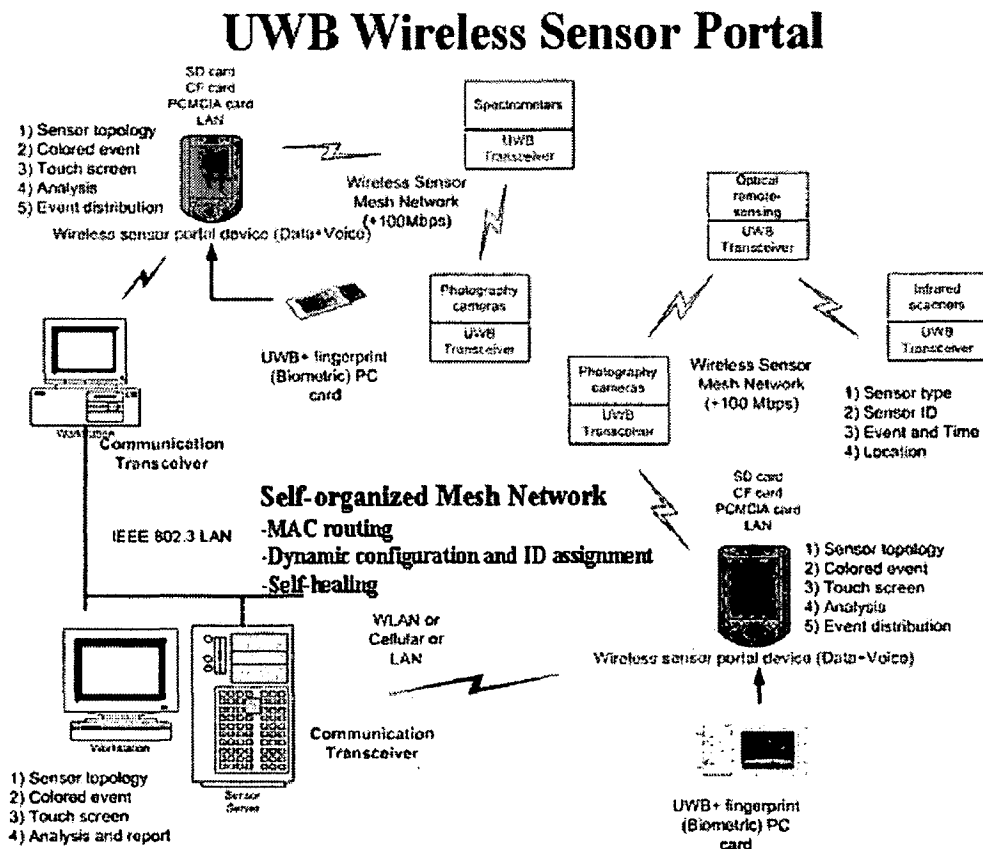 UWB Wireless Sensor Portal
SD card
CF card
PCMCIA card
LAN
1) Sensor topology
2) Colored event
3) Touch screen
4) Analysis
5) Event distribution
Wireless sensor portal device (Data+Voice)
Wireless Sensor
Mesh Network
(+100Mbps)
Spectrometers
UWB
Transceiver
Photography
cameras
UWB
Transceiver
UWB+ fingerprint
(Biometric) PC
card
Optical
remote-
sensing
UWB
Transceiver
Infrared
scanners
UWB
Transceiver
Photography
cameras
UWB
Transceiver
Wireless Sensor
Mesh Network
(+100 Mbps)
1) Sensor type
2) Sensor ID
3) Event and Time
4) Location
Workstation
Communication
Transceiver
IEEE 802.3 LAN
Self-organized Mesh Network
-MAC routing
-Dynamic configuration and ID assignment
-Self-healing
SD card
CF card
PCMCIA card
LAN
1) Sensor topology
2) Colored event
3) Touch screen
4) Analysis
5) Event distribution
Wireless sensor portal device (Data+Voice)
WLAN or
Cellular or
LAN
Communication
Transceiver
Workstation
Sensor
Server
1) Sensor topology
2) Colored event
3) Touch screen
4) Analysis and report
UWB+ fingerprint
(Biometric) PC
card